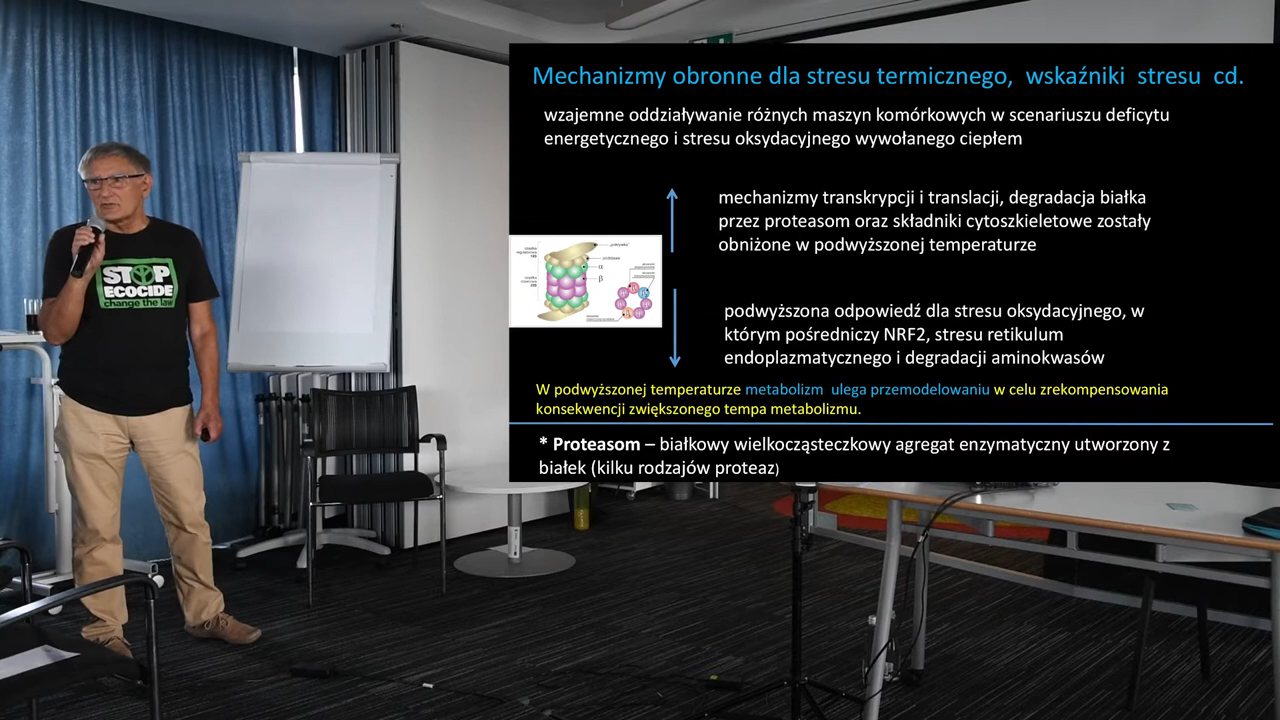 STOP
ECOCIDE
change the law
Mechanizmy obronne dla stresu termicznego, wskaźniki stresu cd.
wzajemne oddziaływanie różnych maszyn komórkowych w scenariuszu deficytu
energetycznego i stresu oksydacyjnego wywołanego ciepłem
mechanizmy transkrypcji i translacji, degradacja białka
przez proteasom oraz składniki cytoszkieletowe zostały
obniżone w podwyższonej temperaturze
α
β
podwyższona odpowiedź dla stresu oksydacyjnego, w
którym pośredniczy NRF2, stresu retikulum
endoplazmatycznego i degradacji aminokwasów
W podwyższonej temperaturze metabolizm ulega przemodelowaniu w celu zrekompensowania
konsekwencji zwiększonego tempa metabolizmu.
* Proteasom – białkowy wielkocząsteczkowy agregat enzymatyczny utworzony z
białek (kilku rodzajów proteaz)